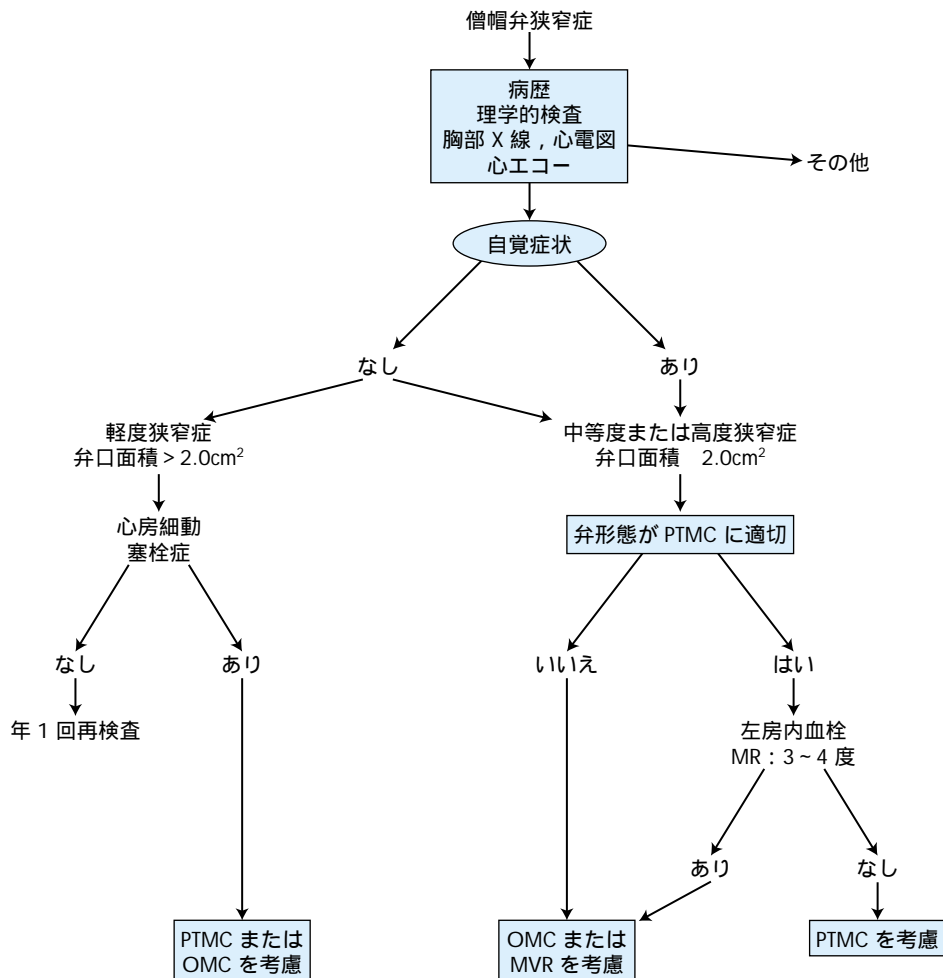 僧帽弁狭窄症
病歴
理学的検査
胸部 X 線 , 心電図
心エコー
その他
自覚症状
なし
あり
軽度狭窄症
弁口面積 > 2.0cm²
中等度または高度狭窄症
弁口面積　2.0cm²
心房細動
塞栓症
弁形態が PTMC に適切
なし
あり
いいえ
はい
年 1 回再検査
左房内血栓
MR : 3 ~ 4 度
あり
なし
PTMC または
OMC を考慮
OMC または
MVR を考慮
PTMC を考慮